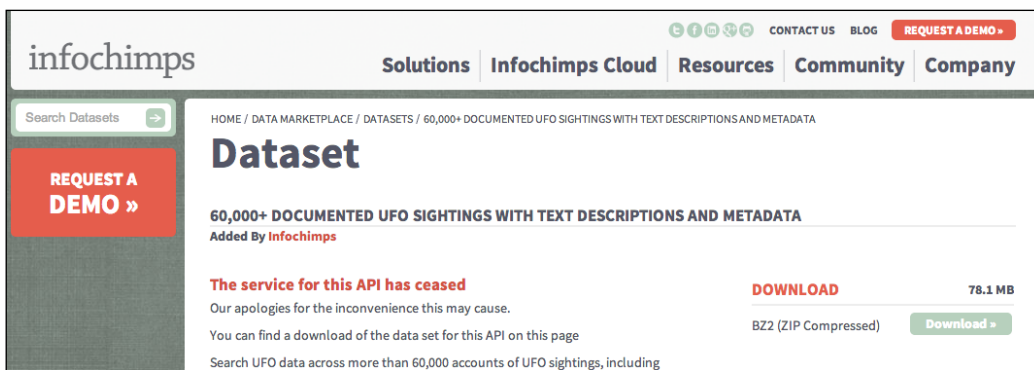 infochimps
CONTACT US BLOG REQUEST A DEMO »
Solutions Infochimps Cloud Resources Community Company
Search Datasets
REQUEST A
DEMO »
HOME / DATA MARKETPLACE / DATASETS / 60,000+ DOCUMENTED UFO SIGHTINGS WITH TEXT DESCRIPTIONS AND METADATA
Dataset
60,000+ DOCUMENTED UFO SIGHTINGS WITH TEXT DESCRIPTIONS AND METADATA
Added By Infochimps
The service for this API has ceased
Our apologies for the inconvenience this may cause.
You can find a download of the data set for this API on this page
Search UFO data across more than 60,000 accounts of UFO sightings, including
DOWNLOAD 78.1 MB
BZ2 (ZIP Compressed) Download »